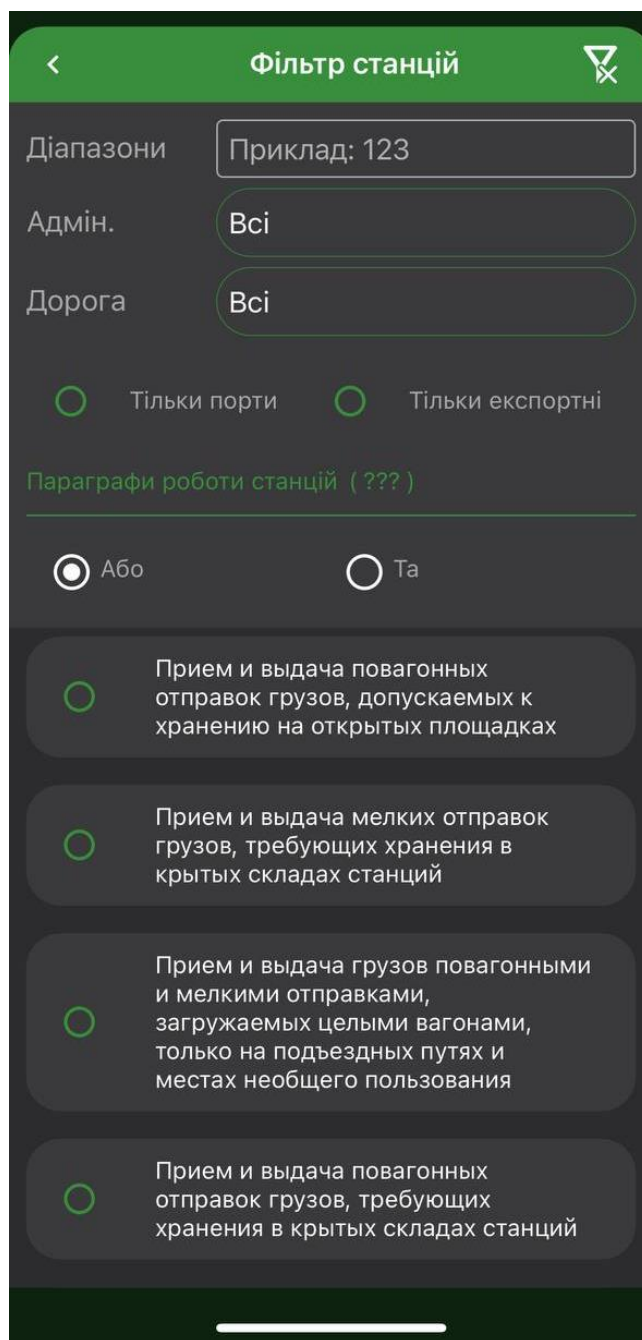 Фільтр станцій
Діапазони
Приклад: 123
Адмін.
Всі
Дорога
Всі
Тільки порти
Тільки експортні
Параграфи роботи станцій ( ??? )
Або
Та
Прием и выдача повагонных
отправок грузов, допускаемых к
хранению на открытых площадках
Прием и выдача мелких отправок
грузов, требующих хранения в
крытых складах станций
Прием и выдача грузов повагонными
и мелкими отправками,
загружаемых целыми вагонами,
только на подъездных путях и
местах необщего пользования
Прием и выдача повагонных
отправок грузов, требующих
хранения в крытых складах станций